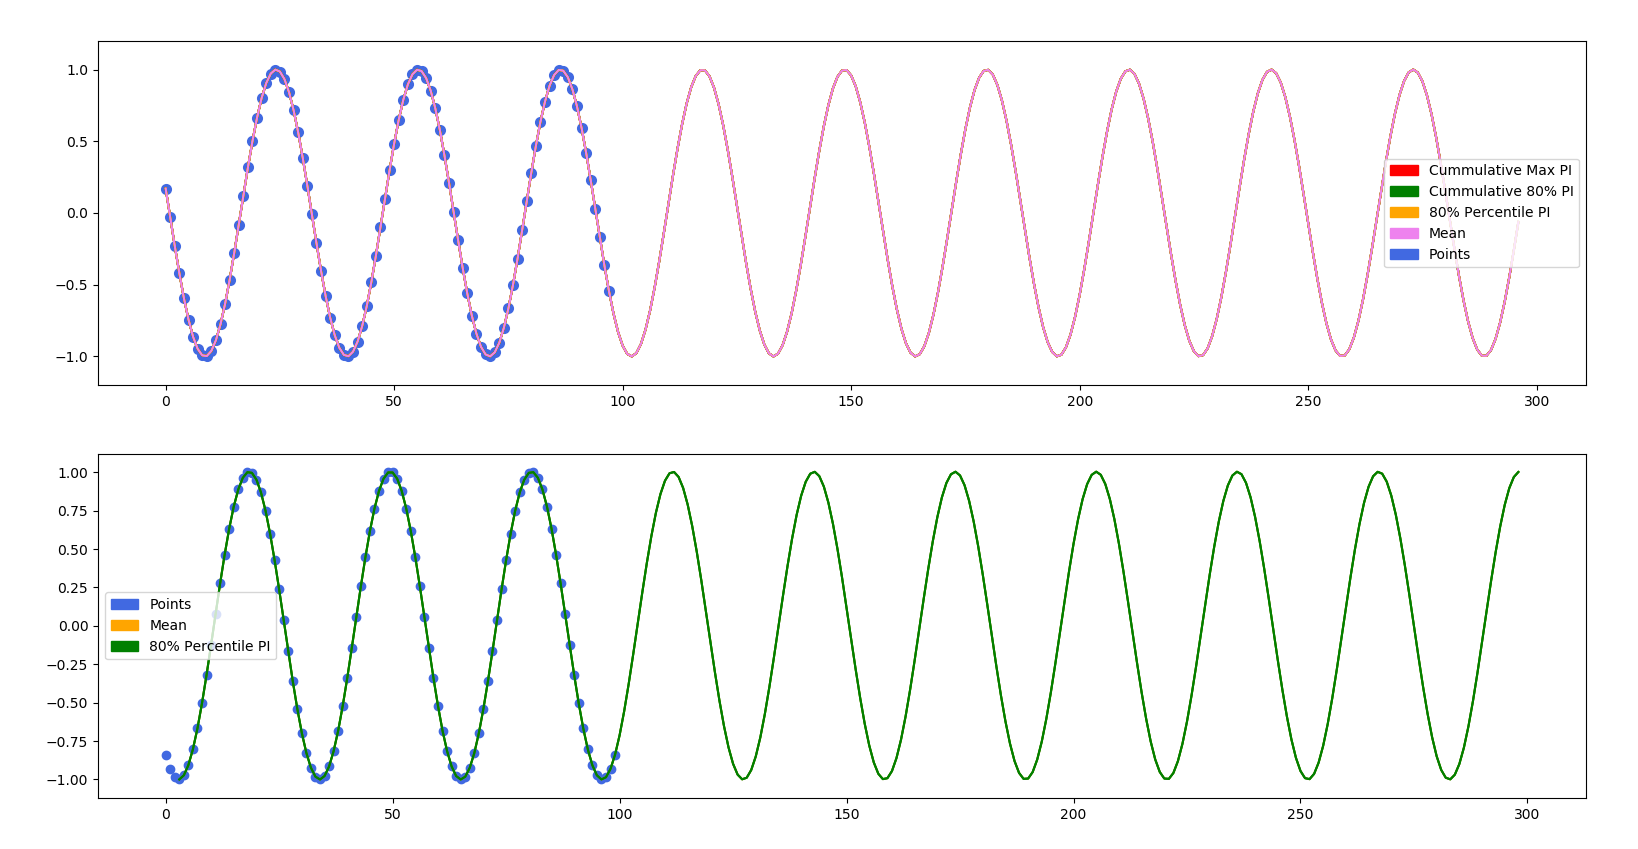 1.0
0.5
0.0
−0.5
−1.0
0 50 100 150 200 250 300
Cummulative Max PI
Cummulative 80% PI
80% Percentile PI
Mean
Points
1.00
0.75
0.50
0.25
0.00
−0.25
−0.50
−0.75
−1.00
0 50 100 150 200 250 300
Points
Mean
80% Percentile PI